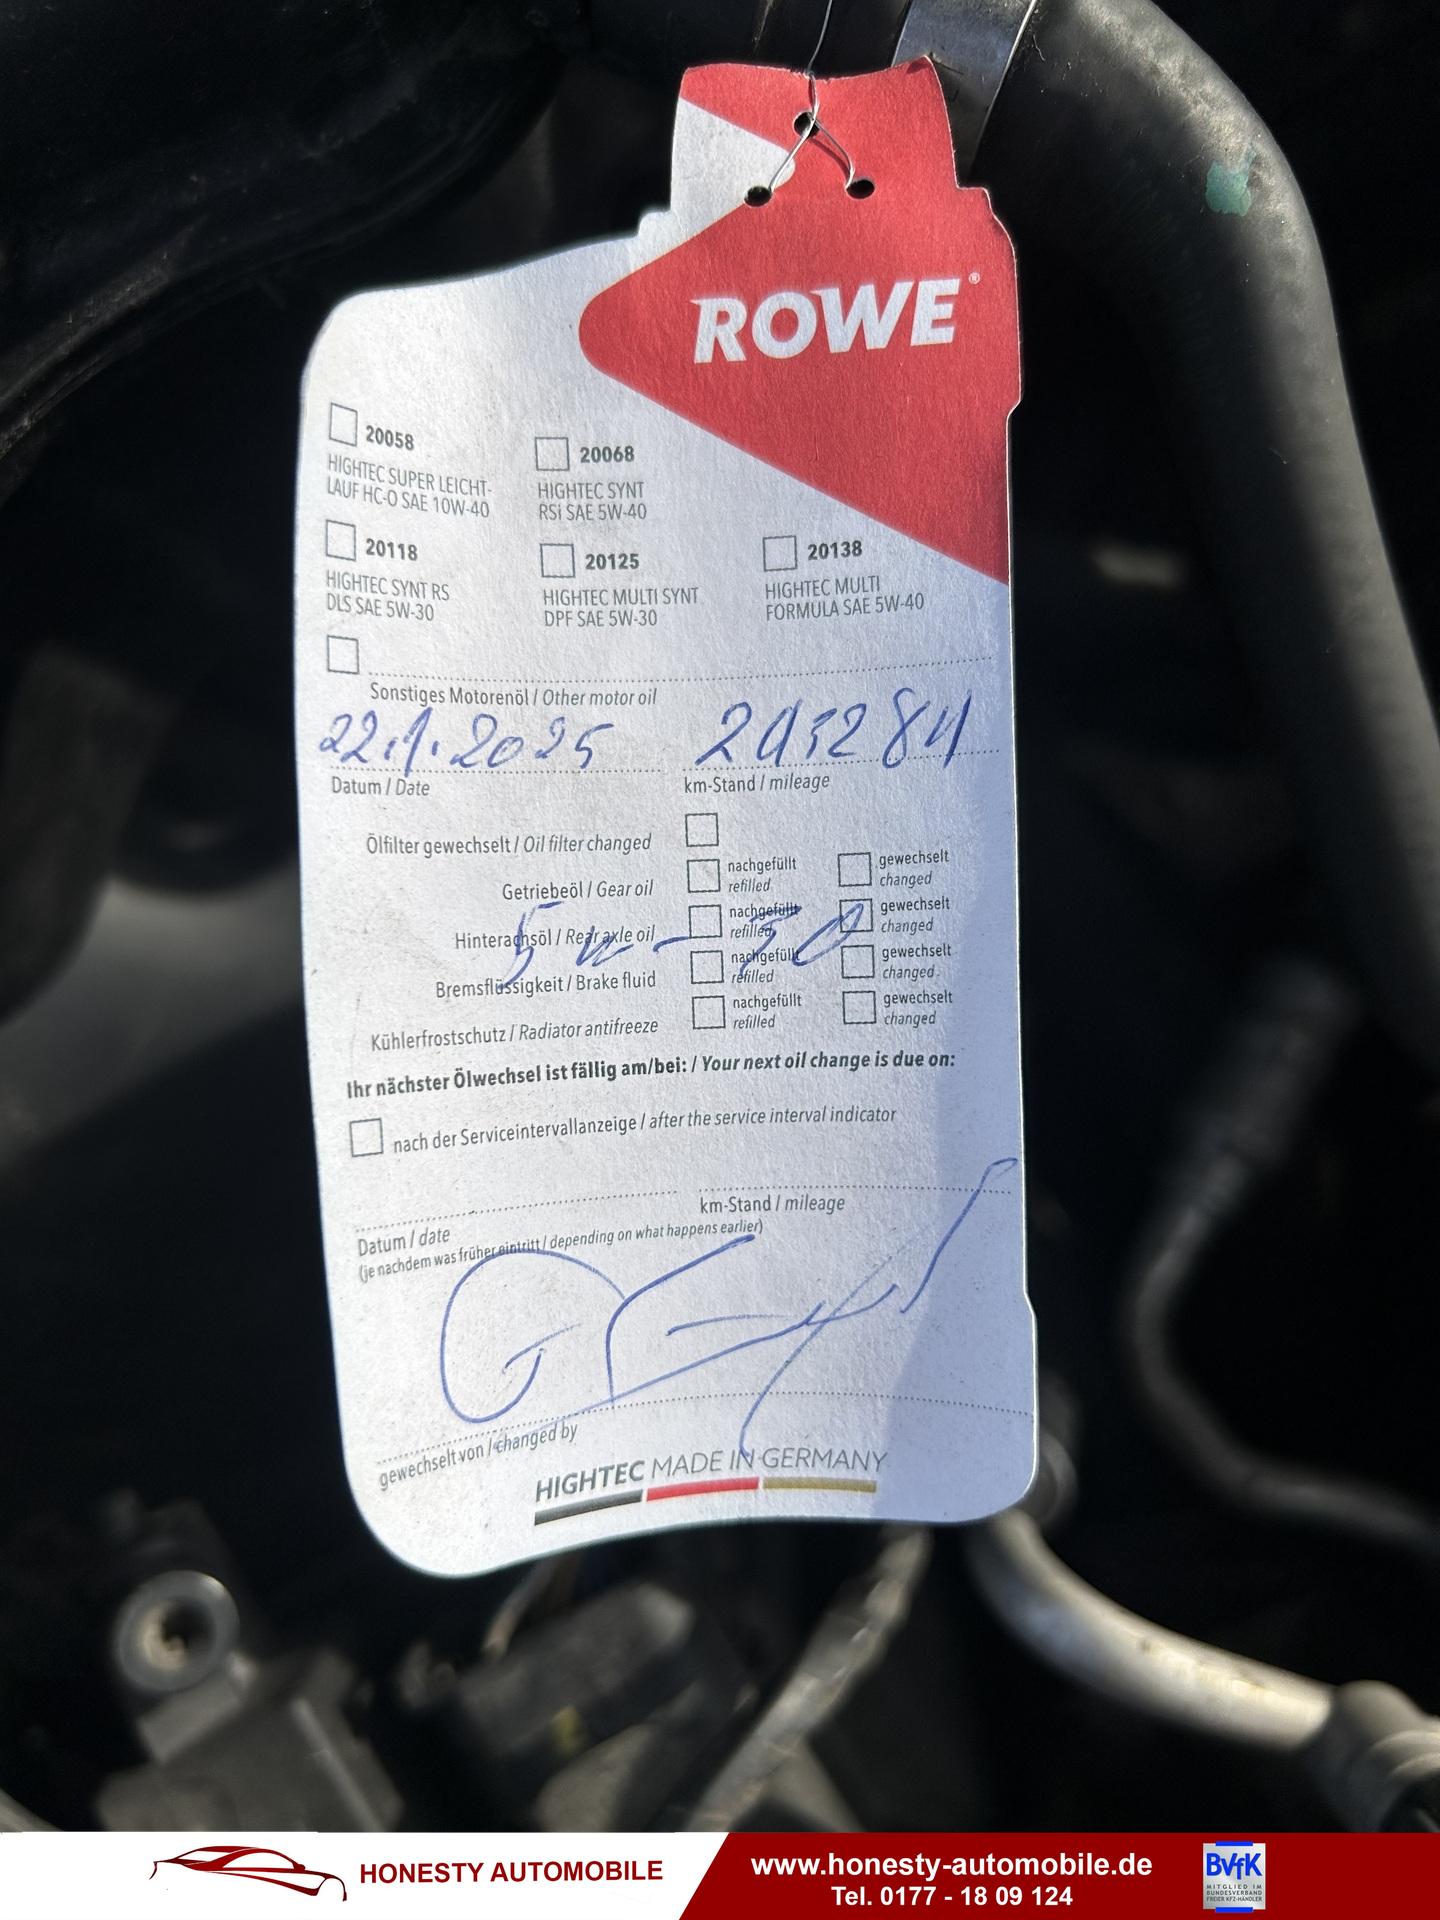 ROWE®
20058
HIGHTEC SUPER LEICHT-
LAUF HC-O SAE 10W-40
20068
HIGHTEC SYNT
RSi SAE 5W-40
20118
HIGHTEC SYNT RS
DLS SAE 5W-30
20125
HIGHTEC MULTI SYNT
DPF SAE 5W-30
20138
HIGHTEC MULTI
FORMULA SAE 5W-40
Sonstiges Motorenöl / Other motor oil
22.1.2025
Datum / Date
km-Stand / mileage
Ölfilter gewechselt / Oil filter changed
Getriebeöl / Gear oil
nachgefüllt
refilled
gewechselt
changed
Hinterachsöl / Rear axle oil
nachgefüllt
refilled
gewechselt
changed
5w-30
Bremsflüssigkeit / Brake fluid
nachgefüllt
refilled
gewechselt
changed
Kühlerfrostschutz / Radiator antifreeze
nachgefüllt
refilled
gewechselt
changed
Ihr nächster Ölwechsel ist fällig am/bei: / Your next oil change is due on:
nach der Serviceintervallanzeige / after the service interval indicator
Datum / date
km-Stand / mileage
(je nachdem was früher eintritt / depending on what happens earlier)
gewechselt von / changed by
HIGHTEC MADE IN GERMANY
HONESTY AUTOMOBILE
www.honesty-automobile.de
Tel. 0177 - 18 09 124
BVfK
MITGLIED IM
BUNDESVERBAND
FREIER KFZ-HÄNDLER